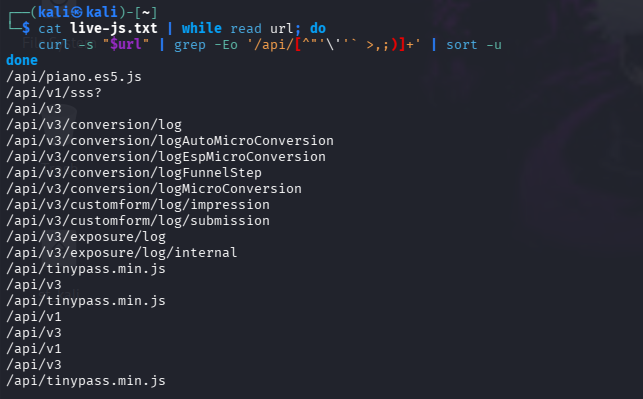 ┌──(kali㉿kali)-[~]
└─$ cat live-js.txt | while read url; do
curl -s "$url" | grep -Eo '/api/[^"'\''` >,;)]+' | sort -u
done
/api/piano.es5.js
/api/v1/sss?
/api/v3
/api/v3/conversion/log
/api/v3/conversion/logAutoMicroConversion
/api/v3/conversion/logEspMicroConversion
/api/v3/conversion/logFunnelStep
/api/v3/conversion/logMicroConversion
/api/v3/customform/log/impression
/api/v3/customform/log/submission
/api/v3/exposure/log
/api/v3/exposure/log/internal
/api/tinypass.min.js
/api/v3
/api/tinypass.min.js
/api/v1
/api/v3
/api/v1
/api/v3
/api/tinypass.min.js